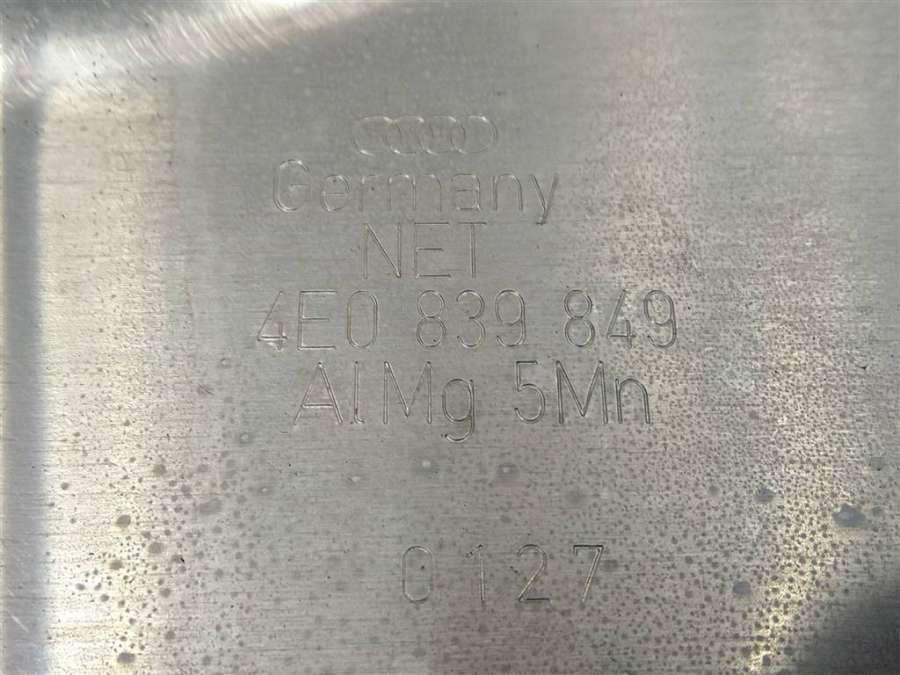 Germany
NET
4E0 839 849
AlMg 5Mn
0127